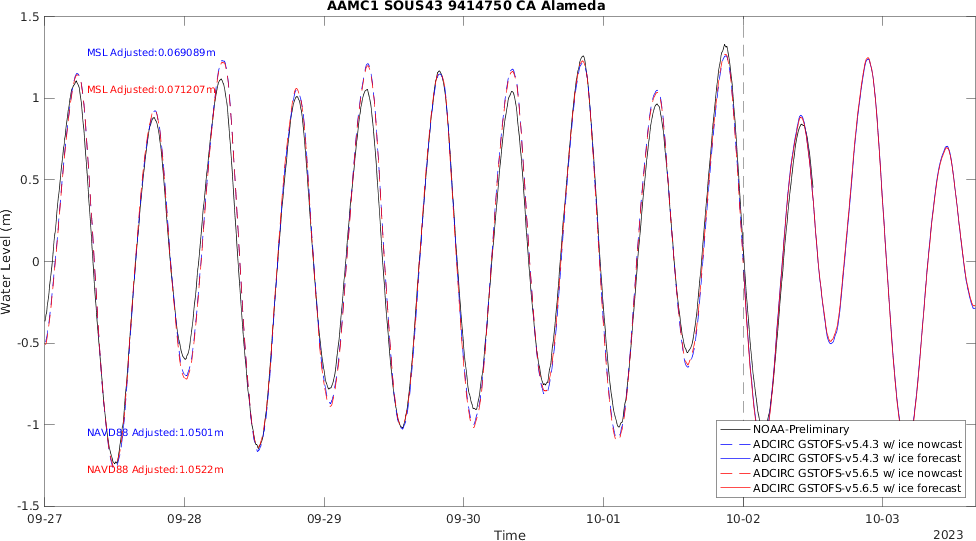 AAMC1 SOUS43 9414750 CA Alameda
1.5
MSL Adjusted:0.069089m
1
MSL Adjusted:0.071207m
0.5
Water Level (m)
0
-0.5
-1
NAVD88 Adjusted:1.0501m
NAVD88 Adjusted:1.0522m
-1.5
NOAA-Preliminary
ADCIRC GSTOFS-v5.4.3 w/ ice nowcast
ADCIRC GSTOFS-v5.4.3 w/ ice forecast
ADCIRC GSTOFS-v5.6.5 w/ ice nowcast
ADCIRC GSTOFS-v5.6.5 w/ ice forecast
09-27 09-28 09-29 09-30 10-01 10-02 10-03
Time
2023